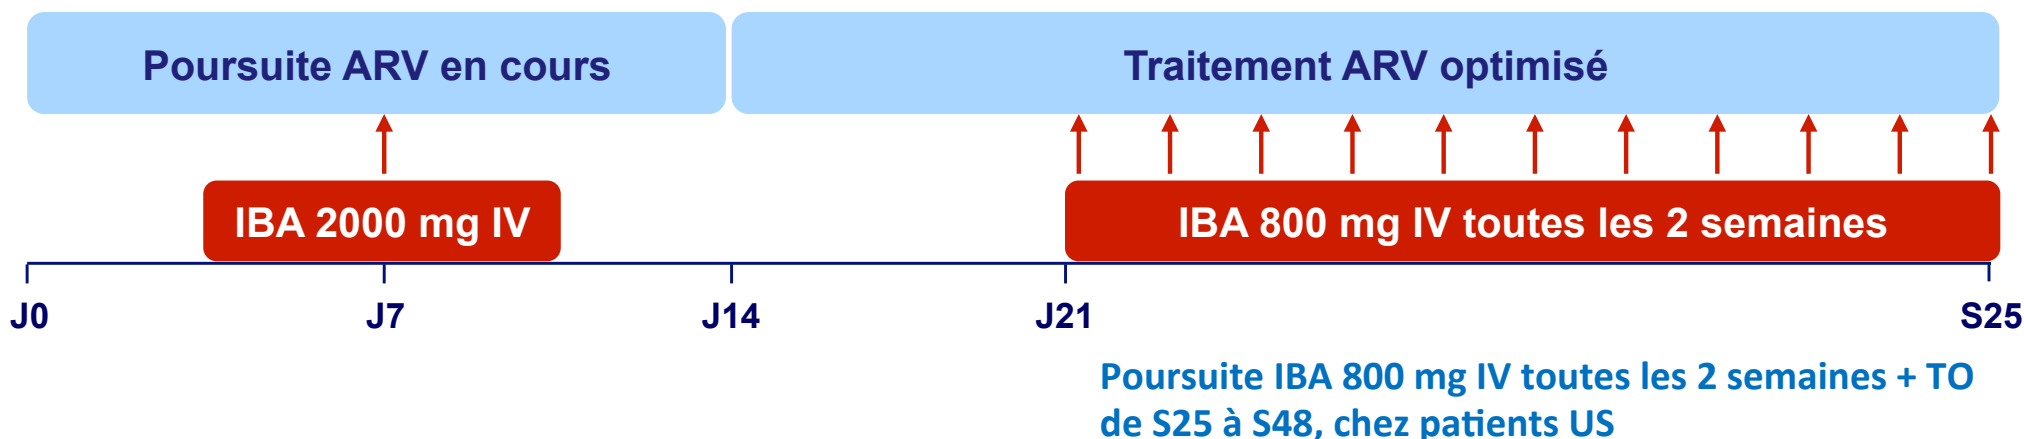 Poursuite ARV en cours
Traitement ARV optimisé
IBA 2000 mg IV
IBA 800 mg IV toutes les 2 semaines
J0
J7
J14
J21
S25
Poursuite IBA 800 mg IV toutes les 2 semaines + TO
de S25 à S48, chez patients US